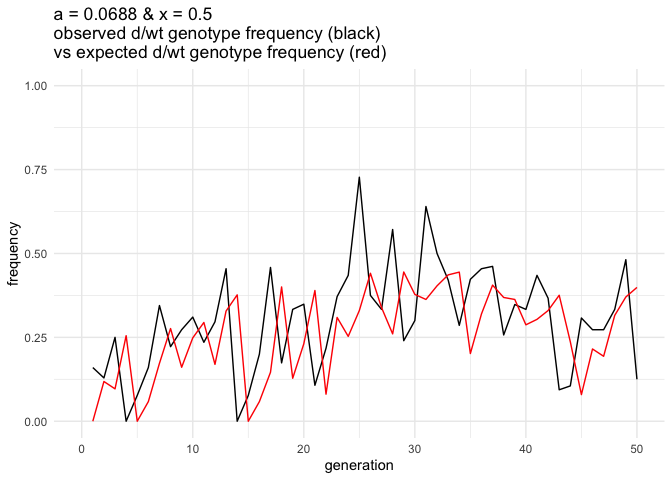 a = 0.0688 & x = 0.5
observed d/wt genotype frequency (black)
vs expected d/wt genotype frequency (red)
1.00
0.75
0.50
0.25
0.00
frequency
0
10
20
30
40
50
generation